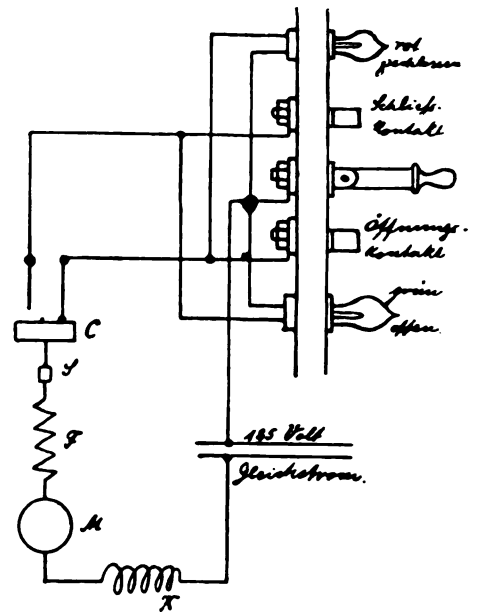 rot
geschlossen
Schließ-
Kontakt
Öffnungs-
Kontakt
grün
offen.
C
S
F
125 Volt
Gleichstrom.
M
K